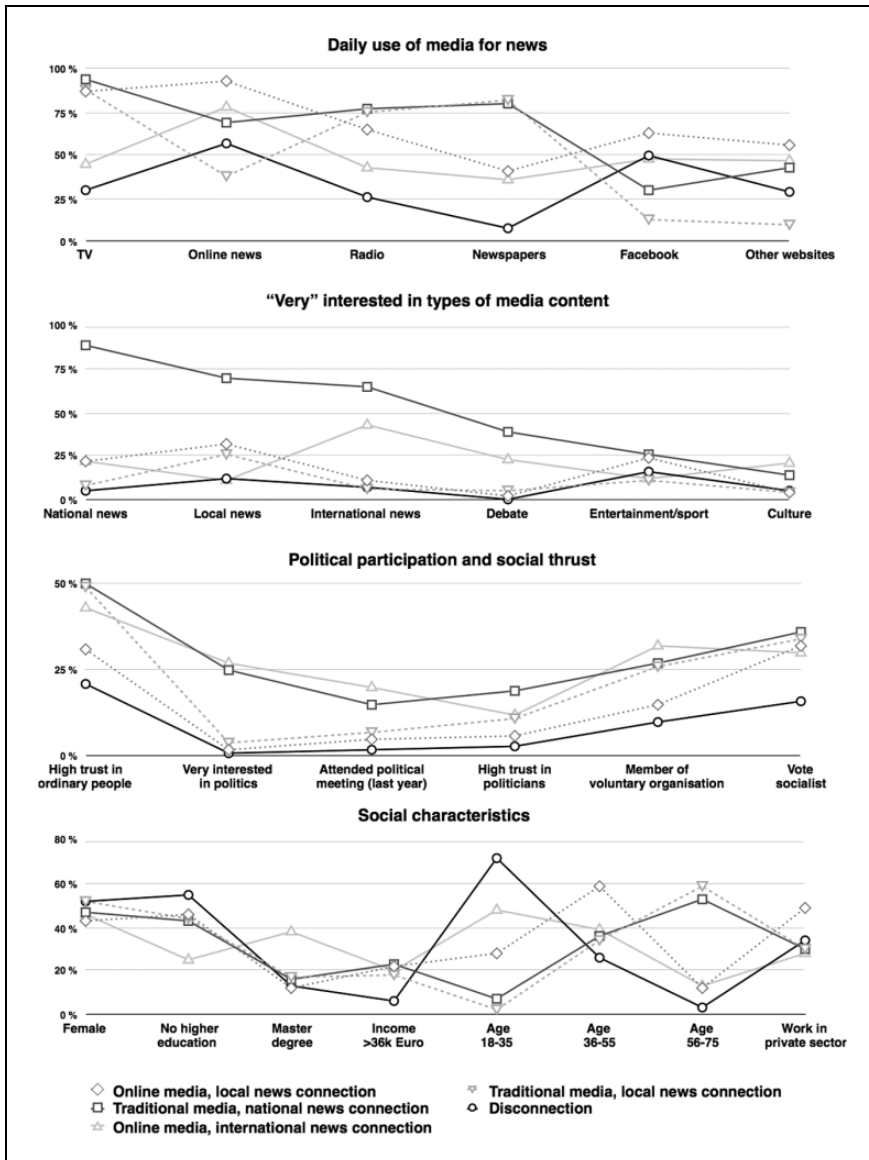 Daily use of media for news
100 %
75%
50%
25%
0 %
TV Online news Radio Newspapers Facebook Other websites
“Very” interested in types of media content
100 %
75%
50%
25%
0 %
National news Local news International news Debate Entertainment/sport Culture
Political participation and social thrust
50 %
25%
0 %
High trust in Very interested Attended political High trust in Member of Vote
ordinary people in politics meeting (last year) politicians voluntary organisation socialist
Social characteristics
80 %
60 %
40 %
20 %
0 %
Female No higher Master Income Age Age Age Work in
education degree >36k Euro 18-35 36-55 56-75 private sector
Online media, local news connection Traditional media, local news connection
Traditional media, national news connection Disconnection
Online media, international news connection